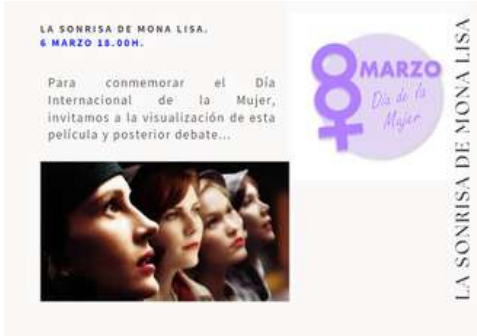 LA SONRISA DE MONA LISA.
6 MARZO 18.00H.
Para conmemorar el Día
Internacional de la Mujer,
invitamos a la visualización de esta
película y posterior debate...
8 MARZO
Día de la
Mujer
LA SONRISA DE MONA LISA